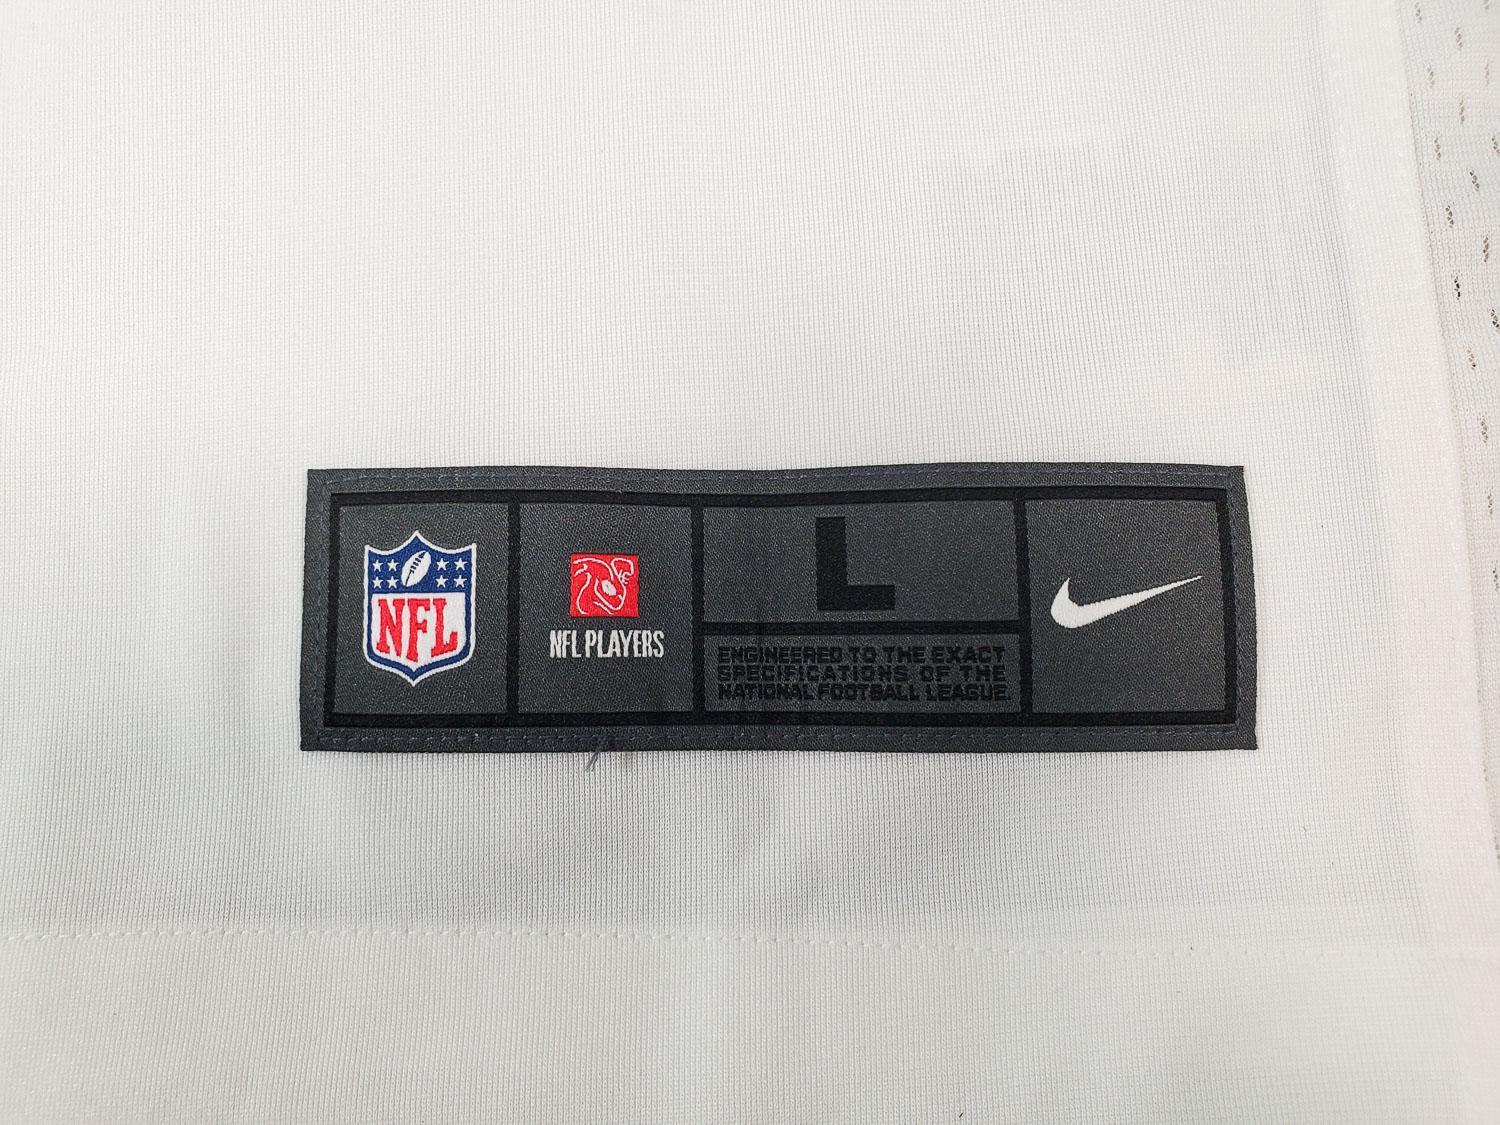 NFL
NFL PLAYERS
L
ENGINEERED TO THE EXACT
SPECIFICATIONS OF THE
NATIONAL FOOTBALL LEAGUE.